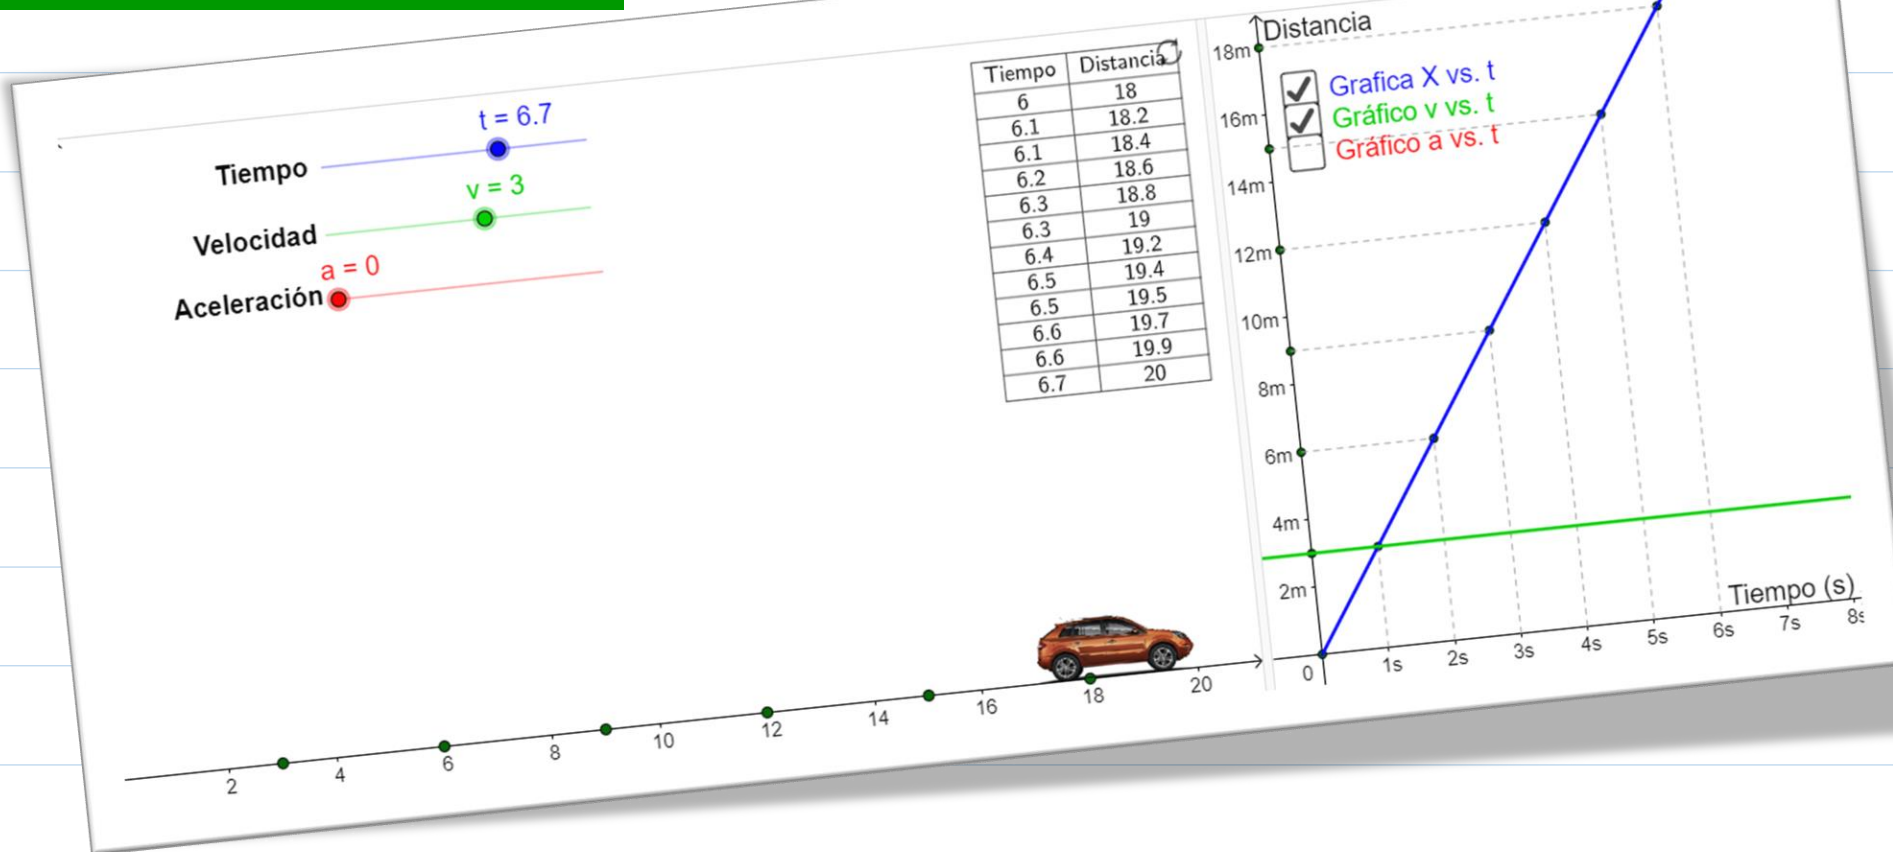 t = 6.7
Tiempo
v = 3
Velocidad
a = 0
Aceleración
Tiempo Distancia
6 18
6.1 18.2
6.1 18.4
6.2 18.6
6.3 18.8
6.3 19
6.4 19.2
6.5 19.4
6.5 19.5
6.6 19.7
6.6 19.9
6.7 20
2 4 6 8 10 12 14 16 18 20
Distancia
Grafica X vs. t
Gráfico v vs. t
Gráfico a vs. t
18m
16m
14m
12m
10m
8m
6m
4m
2m
Tiempo (s)
0 1s 2s 3s 4s 5s 6s 7s 8s